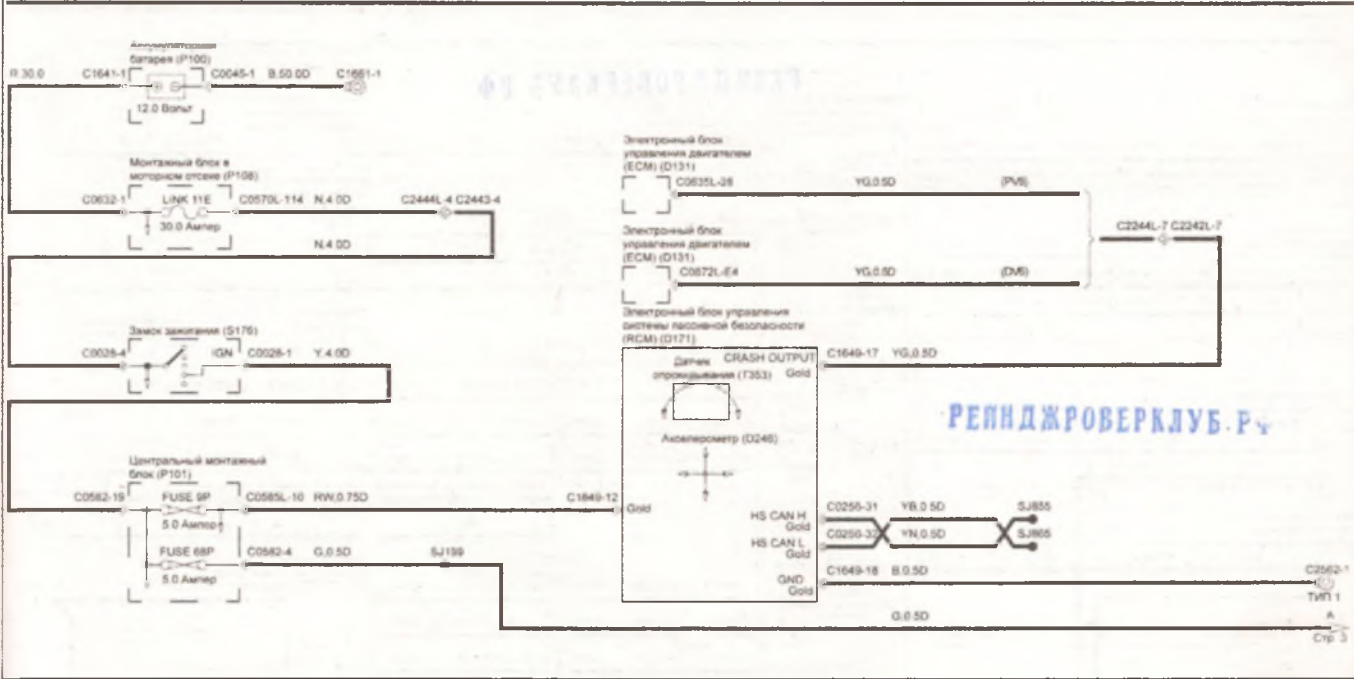 батарея (P100)
R 30.0 C1641-1 C0045-1 B,50.0D C1661-1
12.0 Вольт
Монтажный блок в
моторном отсеке (P108)
C0632-1 LINK 11E C0570L-114 N,4.0D C2444L-4 C2443-4
30.0 Ампер
N,4.0D
Замок зажигания (S176)
C0028-4 IGN C0028-1 Y,4.0D
Центральный монтажный
блок (P101)
C0582-19 FUSE 9P C0585L-10 RW,0.75D C1649-12
5.0 Ампер
FUSE 68P C0582-4 G,0.5D SJ199
5.0 Ампер
Электронный блок
управления двигателем
(ECM) (D131)
C0635L-28 YG,0.5D (PV8)
Электронный блок
управления двигателем
(ECM) (D131)
C0872L-E4 YG,0.5D (DV8)
C2244L-7 C2242L-7
Электронный блок управления
системы пассивной безопасности
(RCM) (D171)
Датчик CRASH OUTPUT C1649-17 YG,0.5D
опрокидывания (T353) Gold
Акселерометр (D246)
Gold
HS CAN H C0256-31 YB,0.5D SJ855
Gold
HS CAN L C0256-32 YN,0.5D SJ865
Gold
GND C1649-18 B,0.5D C2562-1
Gold
ТИП 1
G,0.5D A
Стр. 3
РЕЙНДЖРОВЕРКЛУБ.РФ